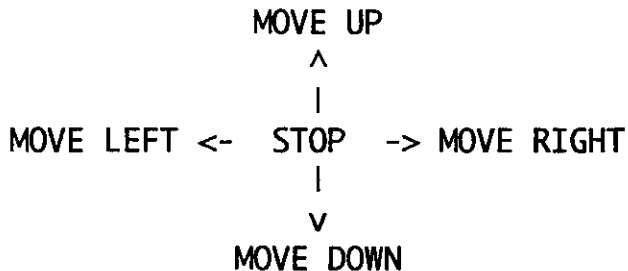 MOVE UP
^
|
MOVE LEFT <- STOP -> MOVE RIGHT
|
v
MOVE DOWN